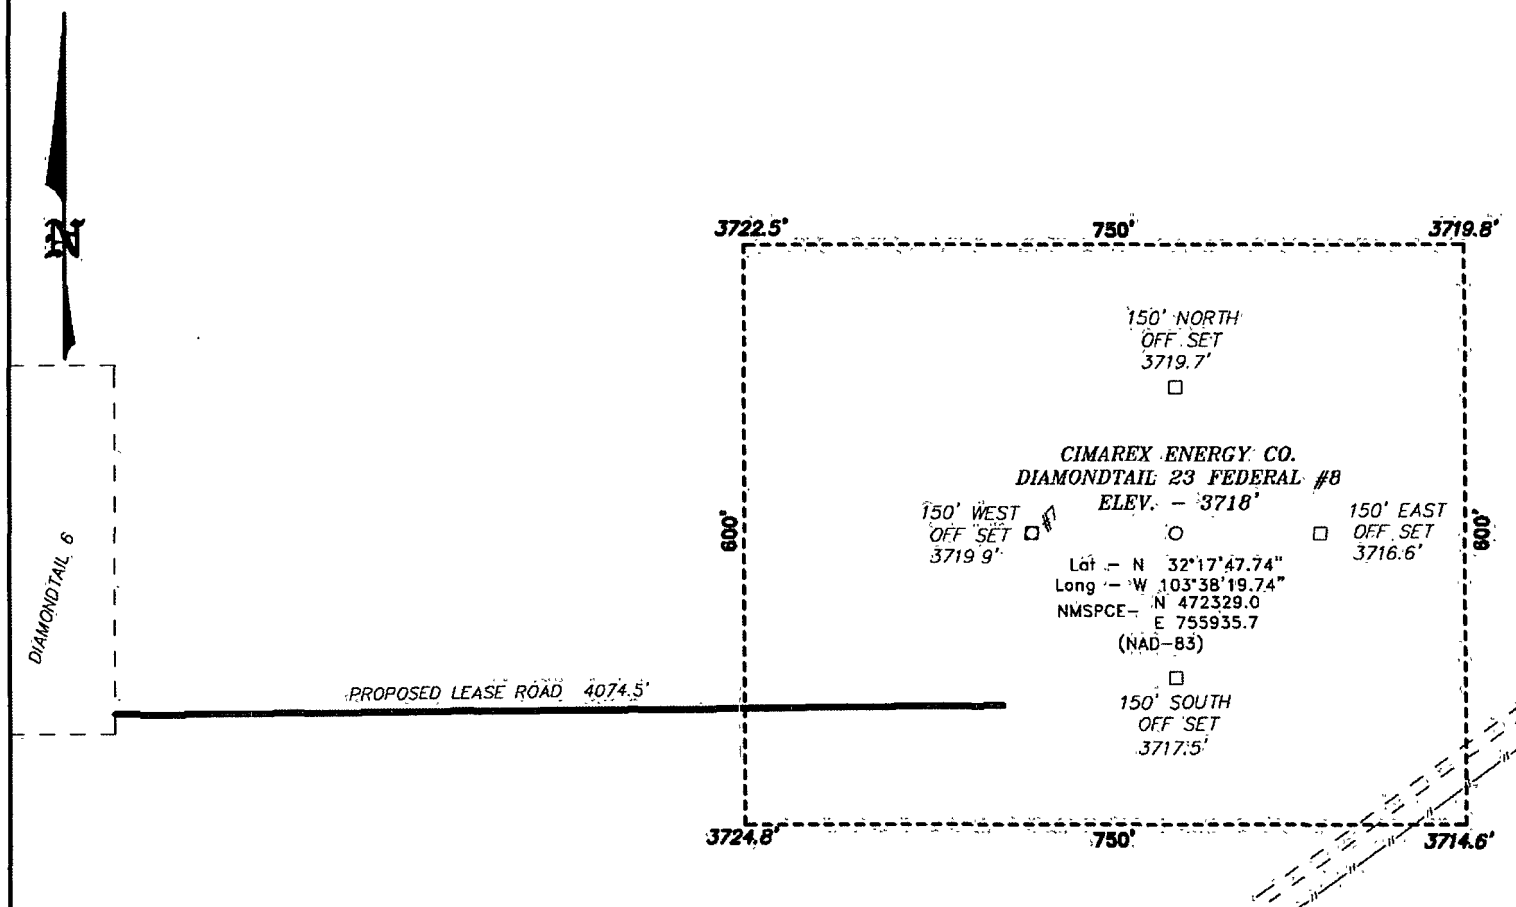 N
3722.5'
750'
3719.8'
150' NORTH
OFF SET
3719.7'
CIMAREX ENERGY CO.
DIAMONDTAIL 23 FEDERAL #8
ELEV. - 3718'
150' WEST
OFF SET
3719.9'
#7
150' EAST
OFF SET
3716.6'
600'
600'
Lat - N 32°17'47.74"
Long - W 103°38'19.74"
NMSPCE- N 472329.0
E 755935.7
(NAD-83)
DIAMONDTAIL 6
PROPOSED LEASE ROAD 4074.5'
150' SOUTH
OFF SET
3717.5'
3724.8'
750'
3714.6'